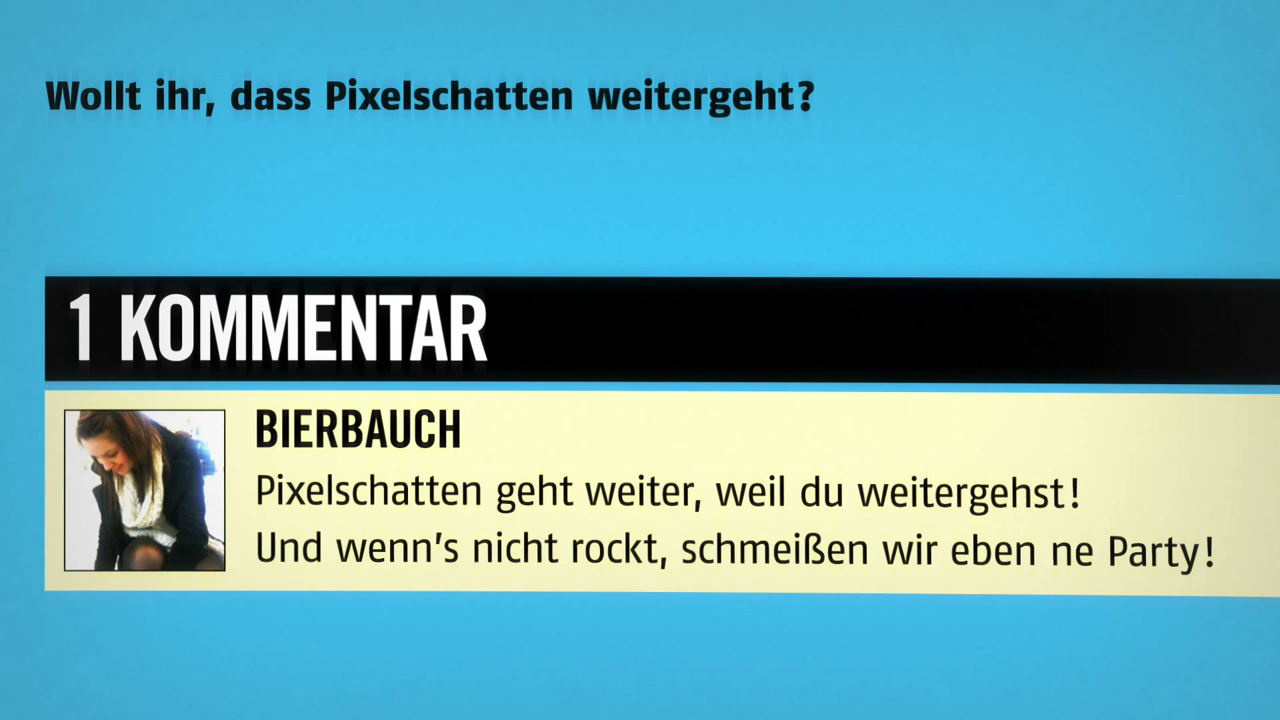 Wollt ihr, dass Pixelschatten weitergeht?
1 KOMMENTAR
BIERBAUCH
Pixelschatten geht weiter, weil du weitergehst!
Und wenn's nicht rockt, schmeißen wir eben ne Party!